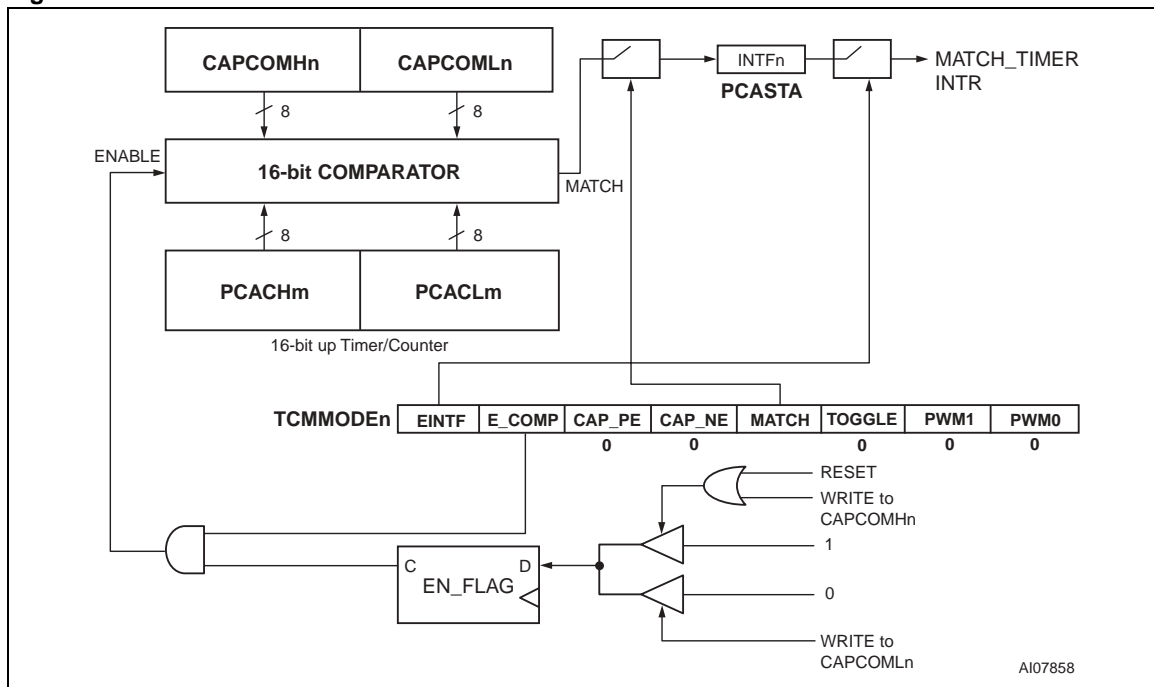 CAPCOMHn CAPCOMLn
8 8
INTFn
PCASTA
MATCH_TIMER
INTR
ENABLE
16-bit COMPARATOR
MATCH
8 8
PCACHm PCACLm
16-bit up Timer/Counter
TCMMODEn EINTF E_COMP CAP_PE CAP_NE MATCH TOGGLE PWM1 PWM0
0 0 0 0 0
RESET
WRITE to
CAPCOMHn
1
C D
EN_FLAG
0
WRITE to
CAPCOMLn
AI07858